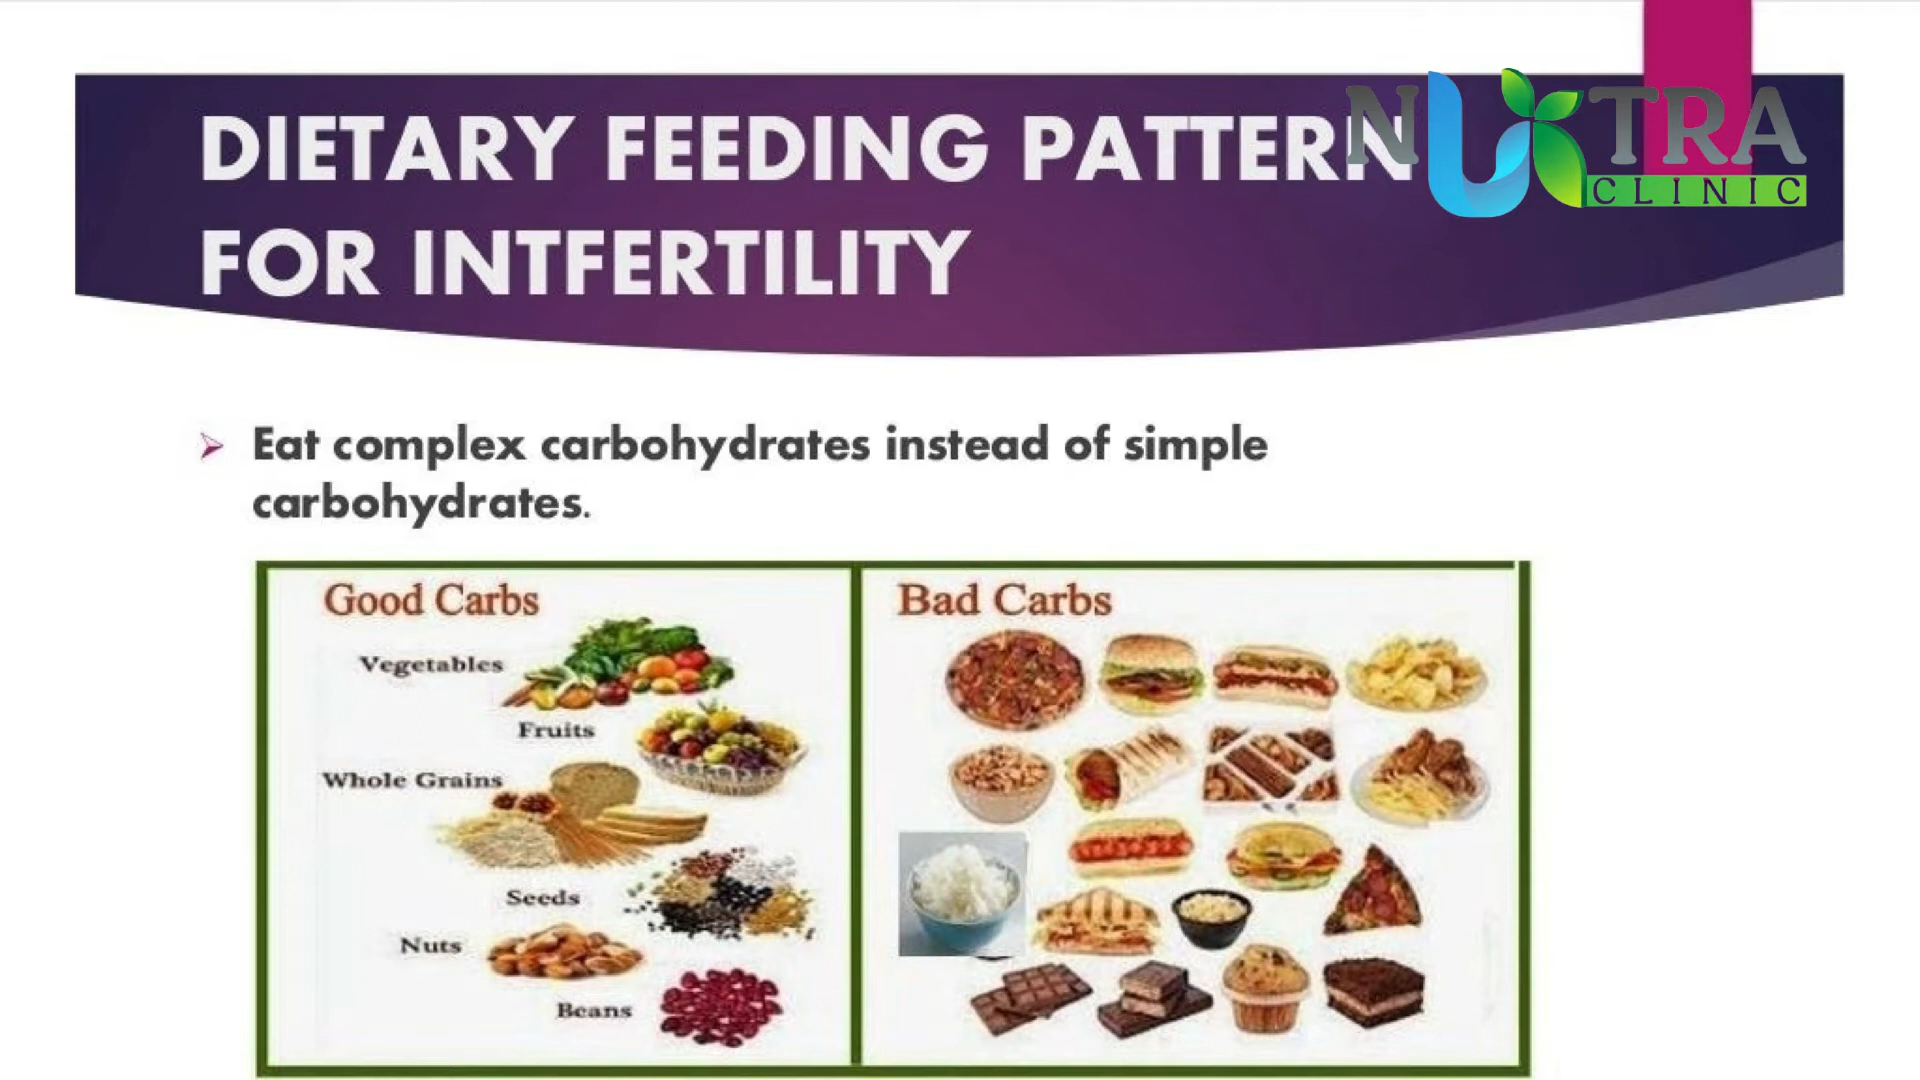 DIETARY FEEDING PATTERN
FOR INTFERTILITY
NUTRA
CLINIC
Eat complex carbohydrates instead of simple
carbohydrates.
Good Carbs
Vegetables
Fruits
Whole Grains
Seeds
Nuts
Beans
Bad Carbs